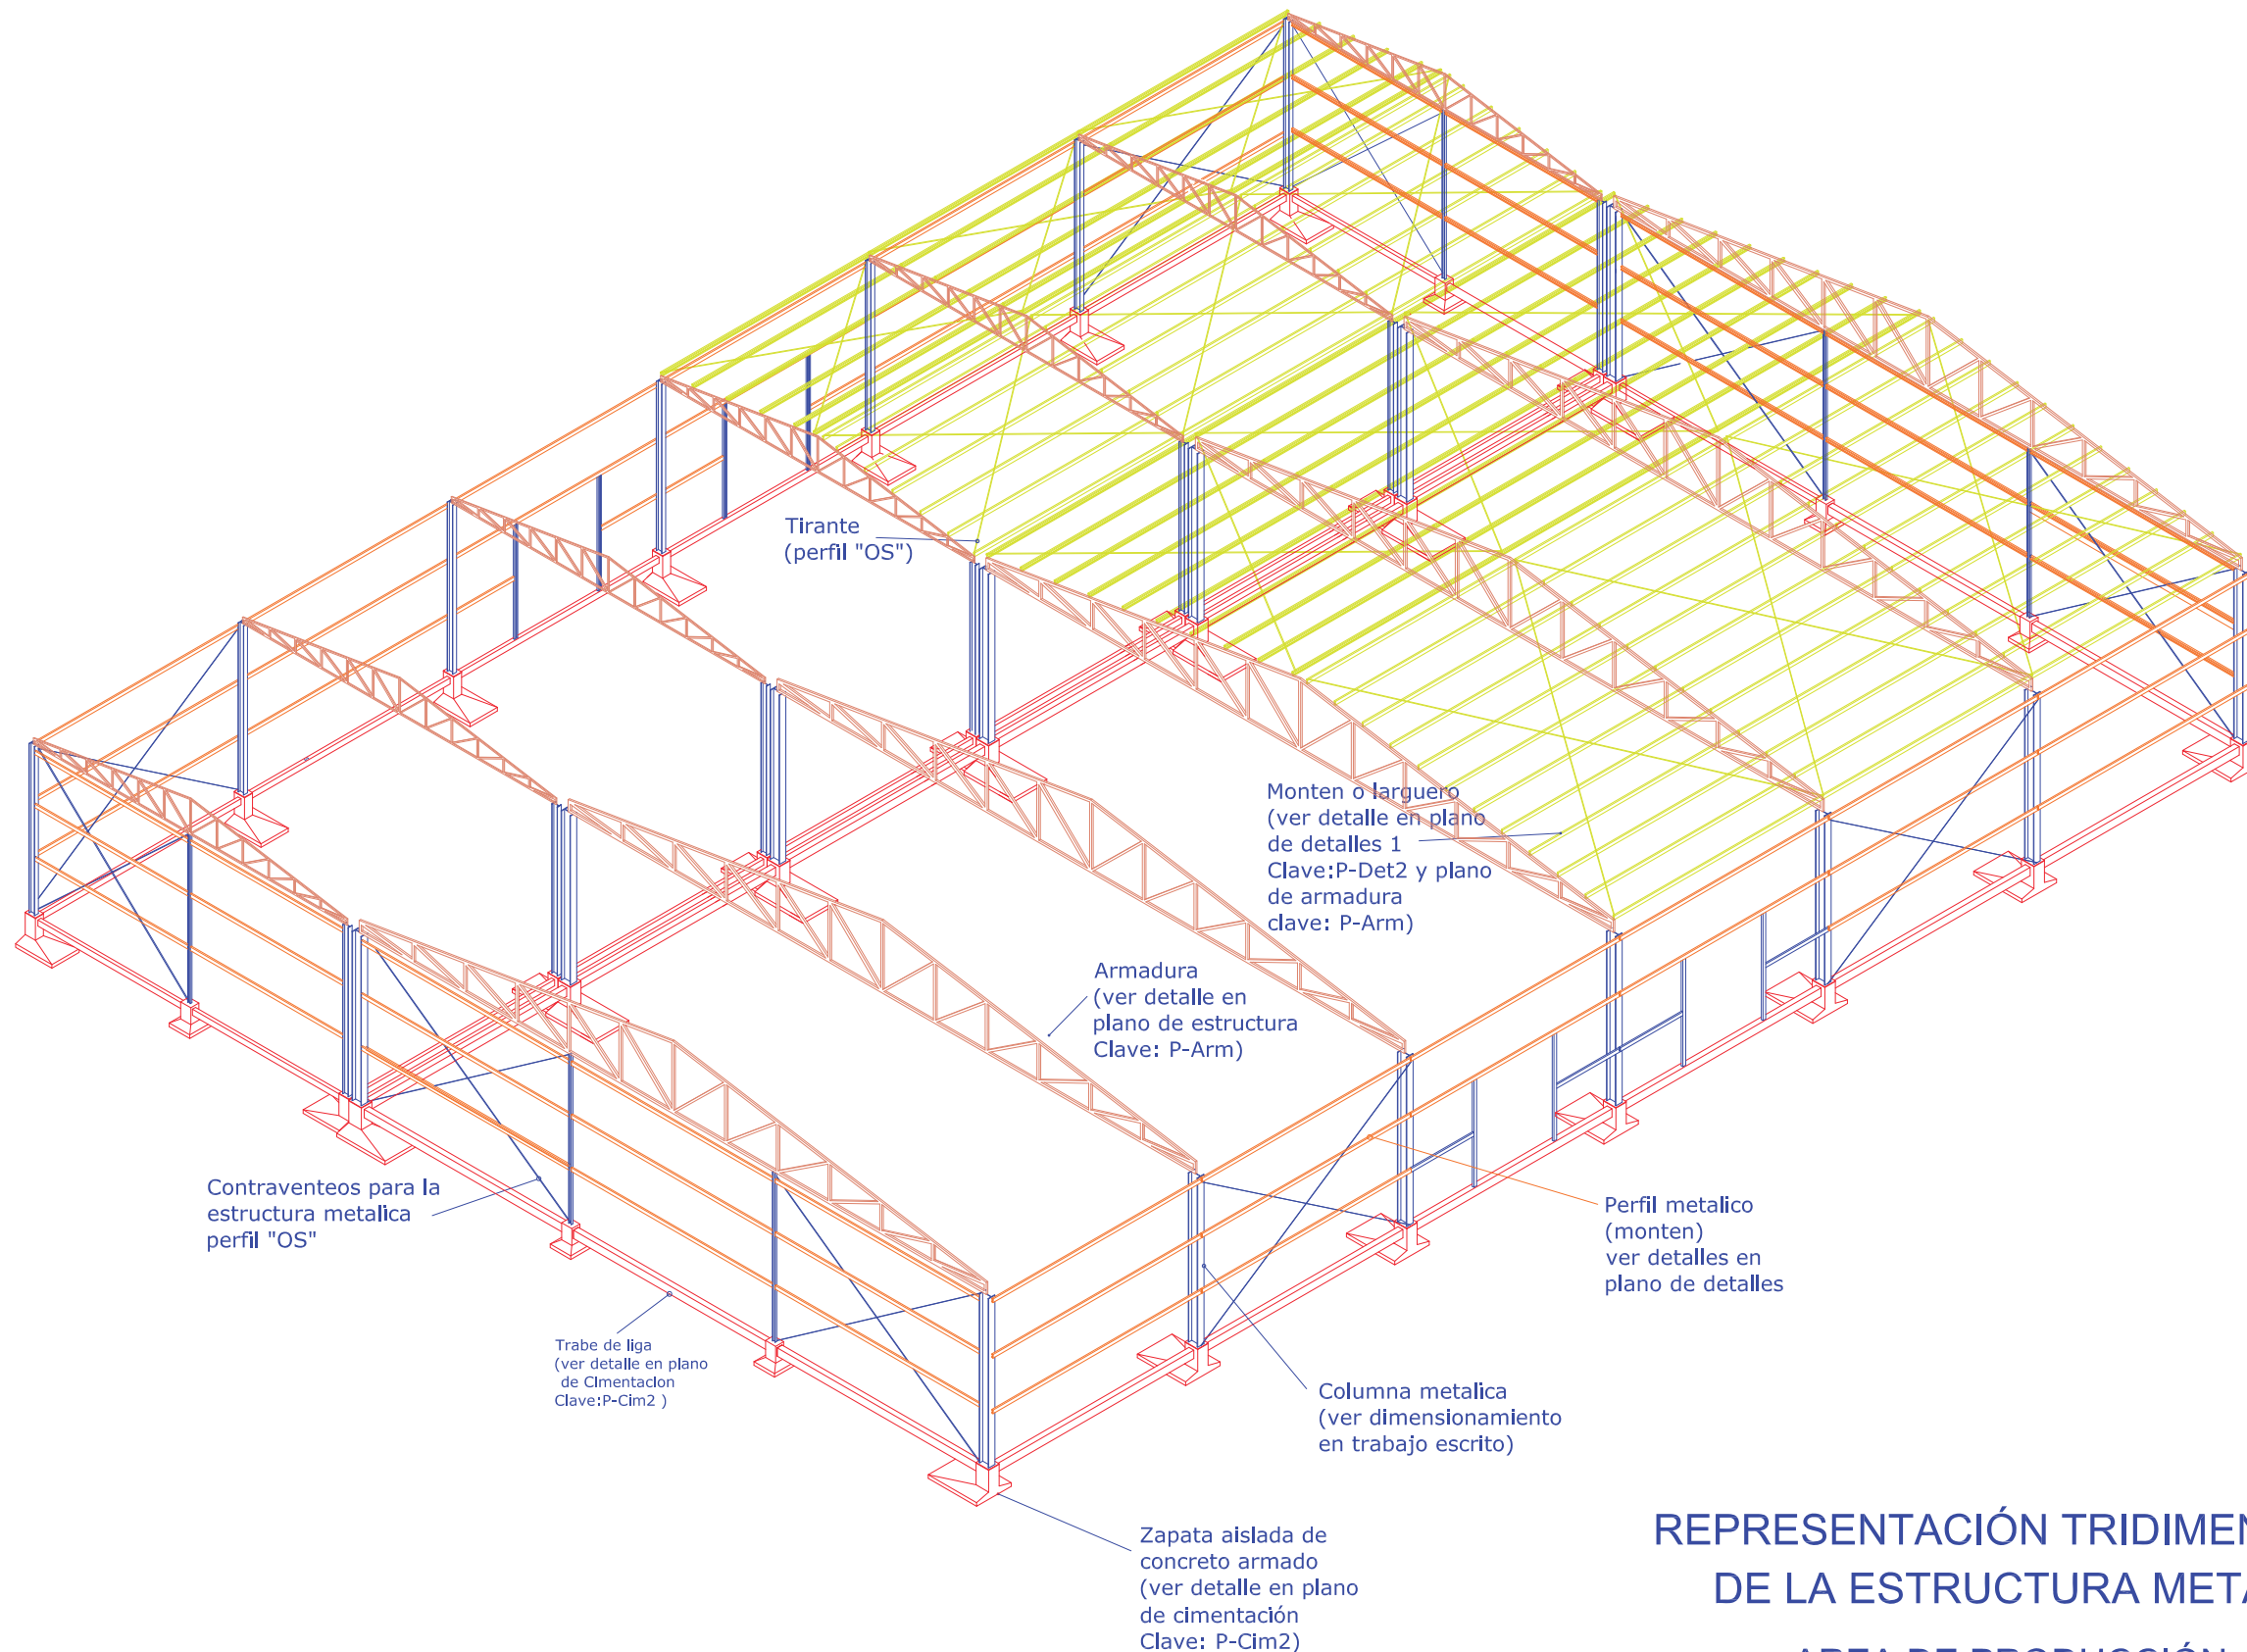 Tirante
(perfil "OS")
Monten o larguero
(ver detalle en plano
de detalles 1
Clave:P-Det2 y plano
de armadura
clave: P-Arm)
Armadura
(ver detalle en
plano de estructura
Clave: P-Arm)
Contraventeos para la
estructura metalica
perfil "OS"
Perfil metalico
(monten)
ver detalles en
plano de detalles
Trabe de liga
(ver detalle en plano
de CImentacIon
Clave:P-Cim2 )
Columna metalica
(ver dimensionamiento
en trabajo escrito)
Zapata aislada de
concreto armado
(ver detalle en plano
de cimentación
Clave: P-Cim2)
REPRESENTACIÓN TRIDIMEN
DE LA ESTRUCTURA META
AREA DE PRODUCCIÓN